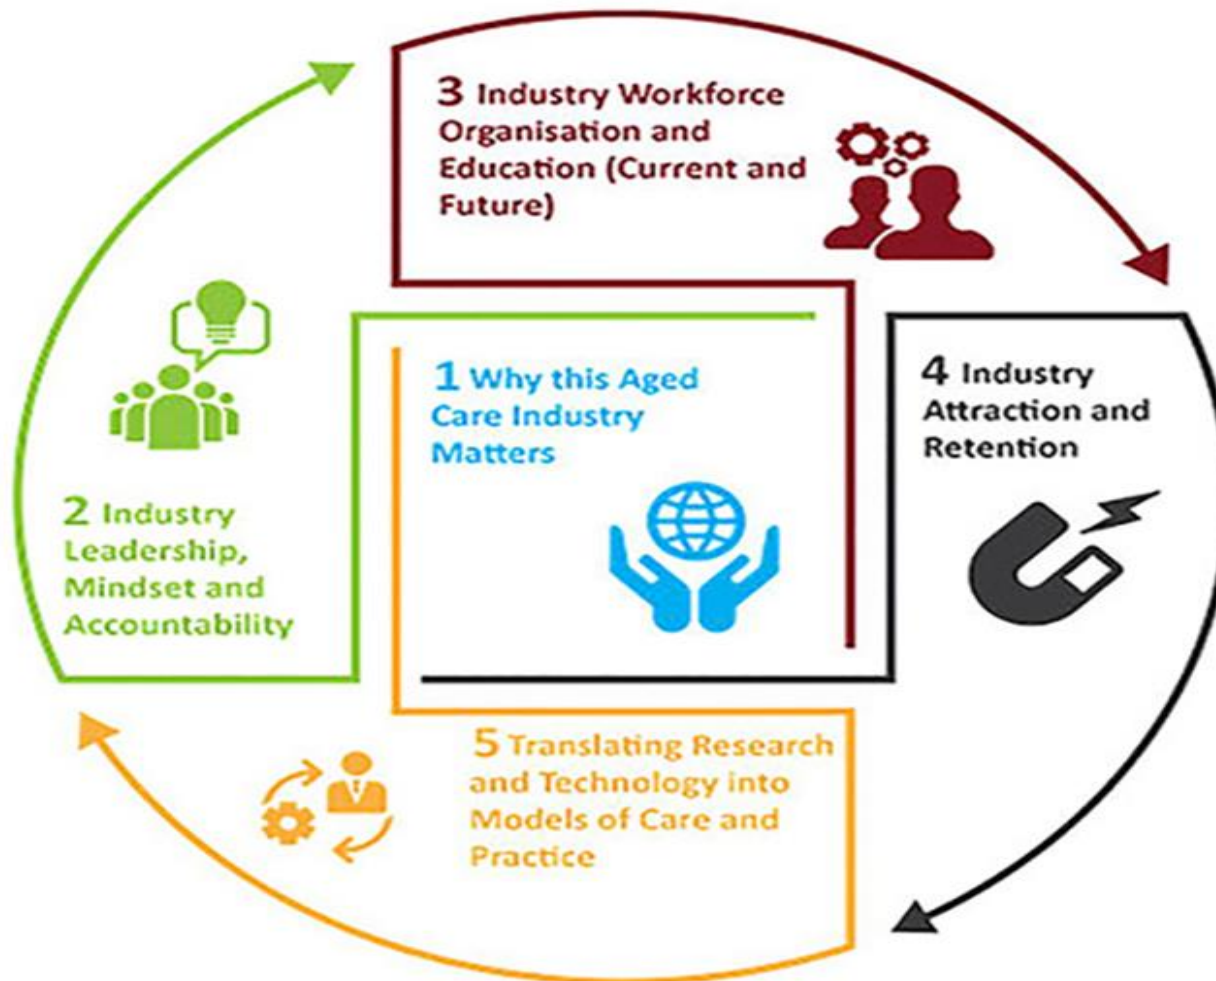 3 Industry Workforce
Organisation and
Education (Current and
Future)
1 Why this Aged
Care Industry
Matters
4 Industry
Attraction and
Retention
2 Industry
Leadership,
Mindset and
Accountability
5 Translating Research
and Technology into
Models of Care and
Practice